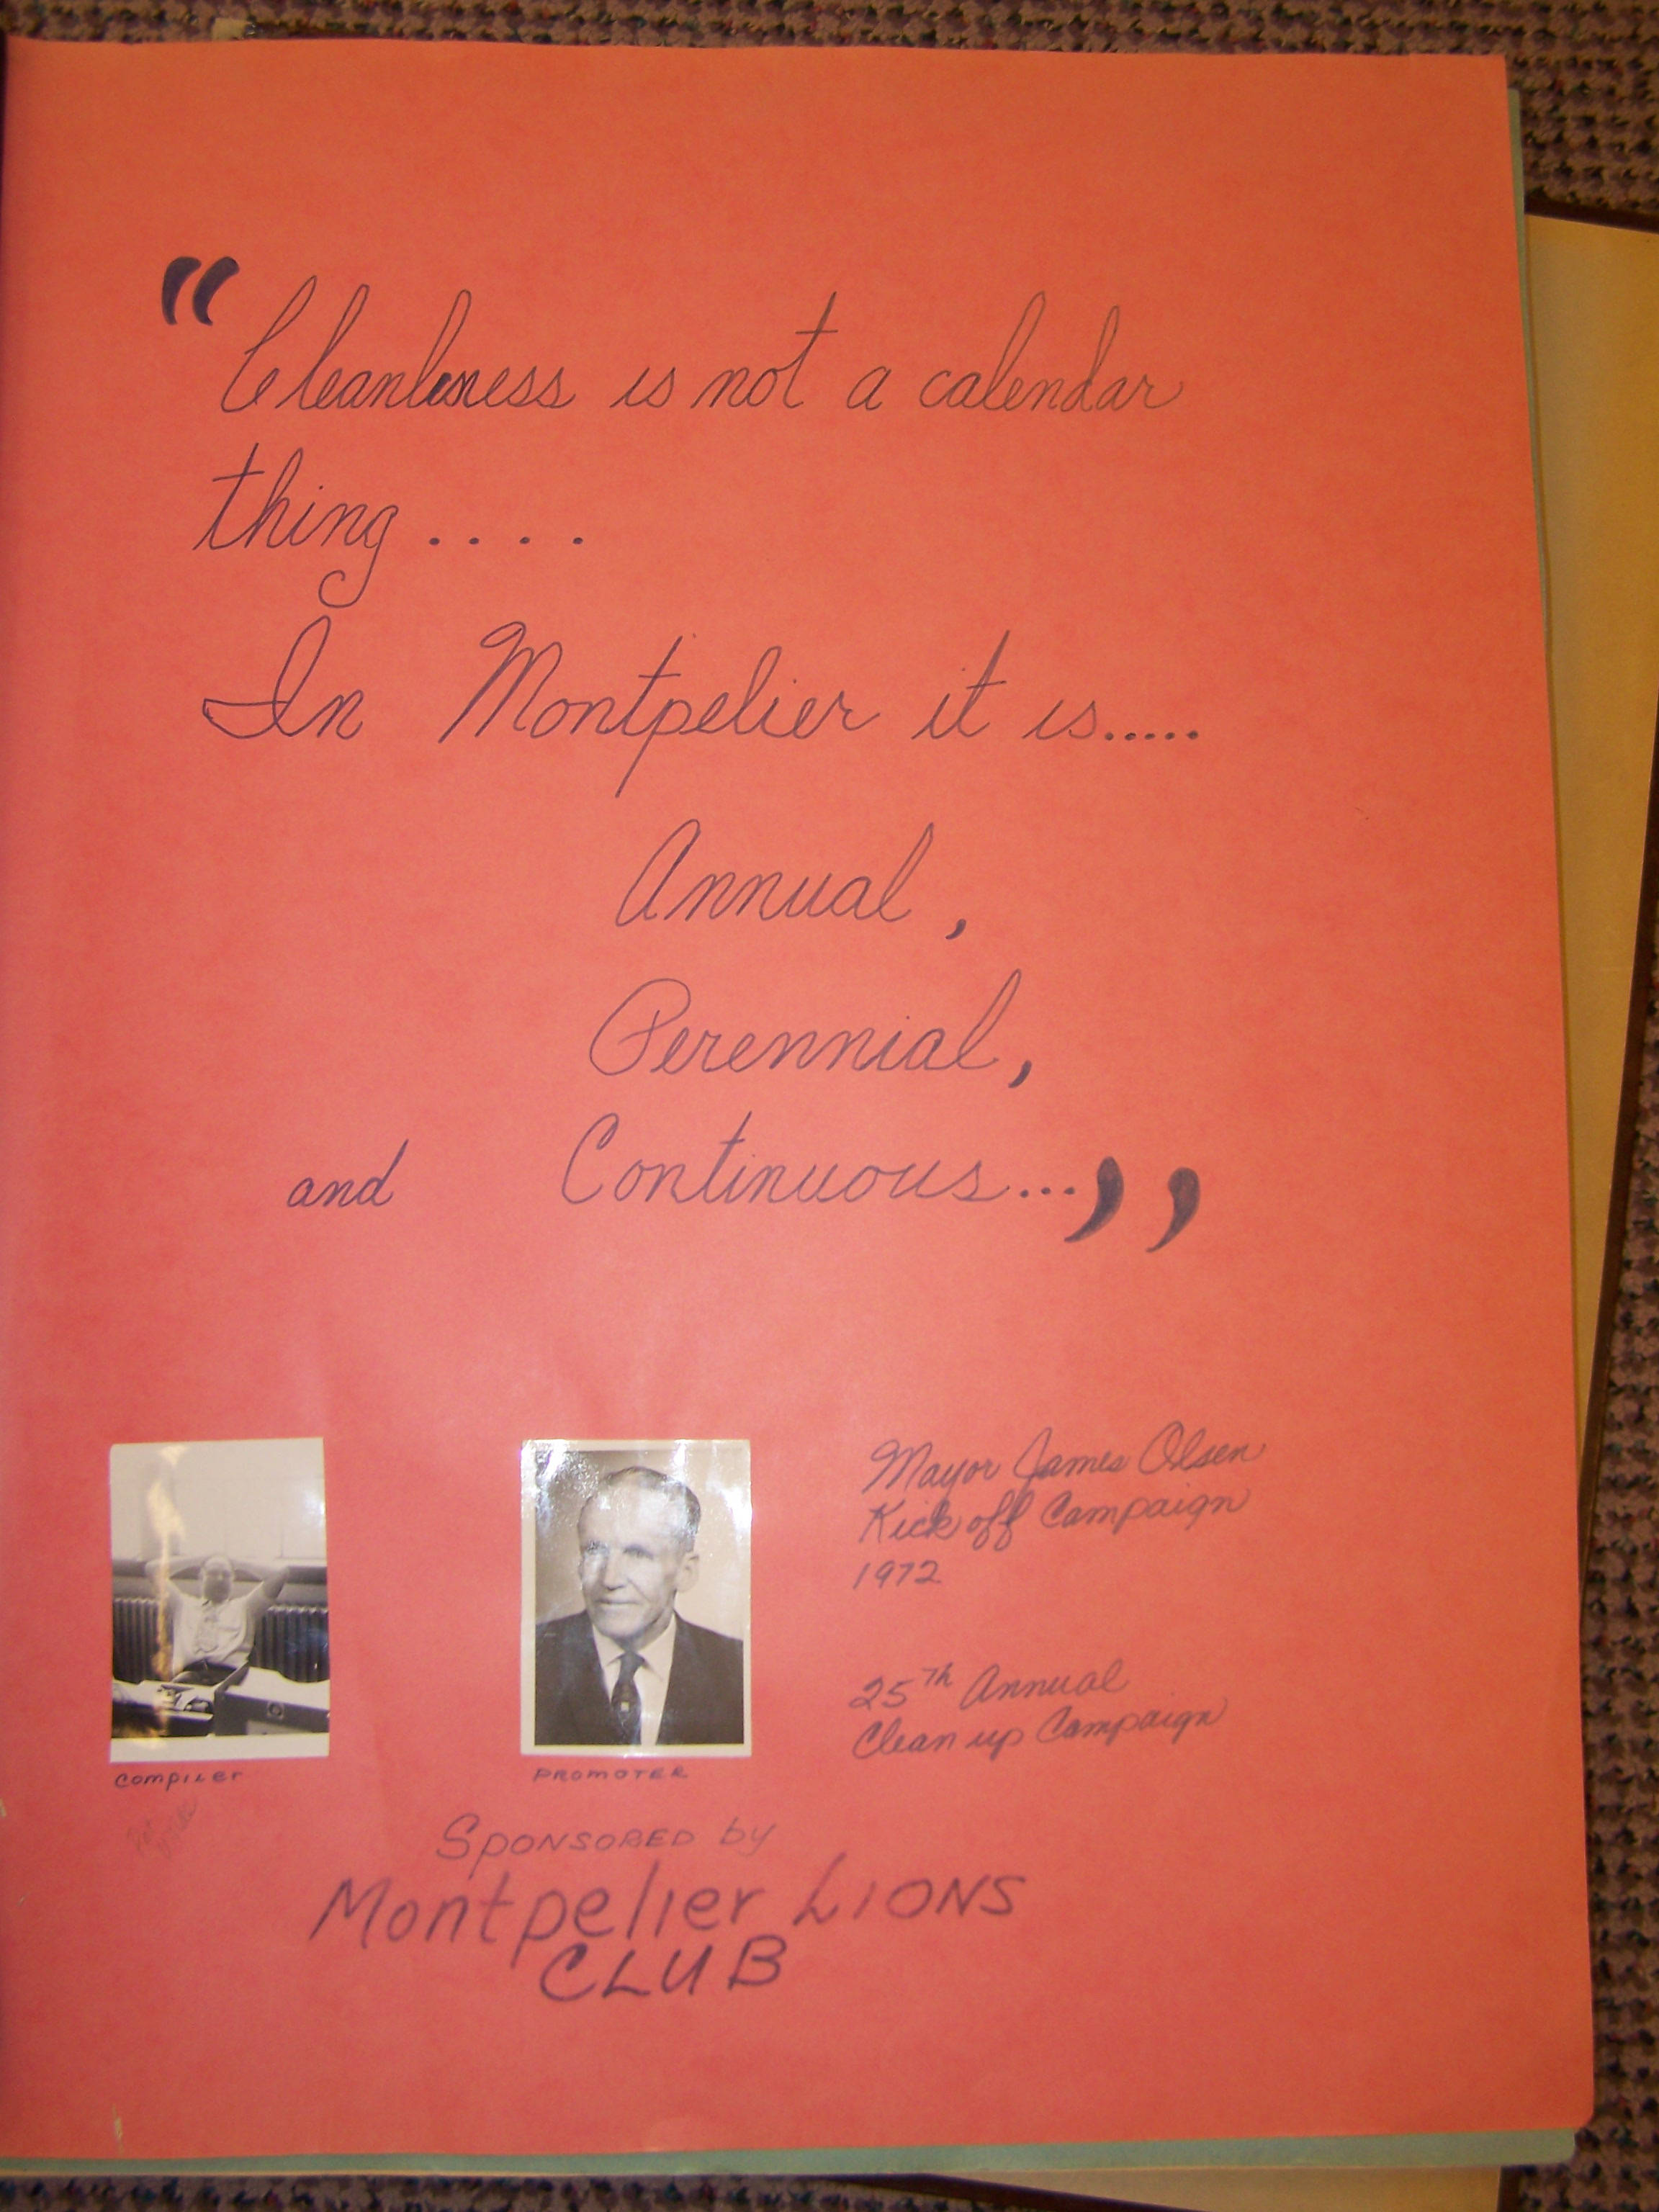 “Cleanliness is not a calendar
thing....
In Montpelier it is.....
Annual,
Perennial,
and Continuous...”
Mayor James Olsen
Kick off Campaign
1972
25th Annual
Clean up Campaign
Compiler
PROMOTER
Sponsored by
Montpelier LIONS
CLUB